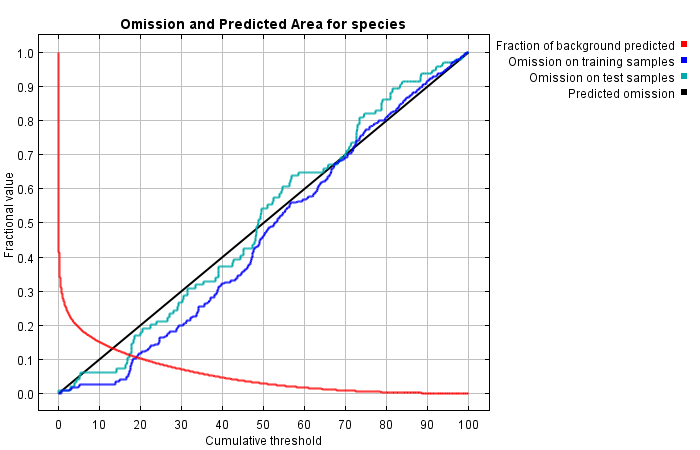 Omission and Predicted Area for species
Fraction of background predicted
Omission on training samples
Omission on test samples
Predicted omission
Fractional value
1.0
0.9
0.8
0.7
0.6
0.5
0.4
0.3
0.2
0.1
0.0
0 10 20 30 40 50 60 70 80 90 100
Cumulative threshold